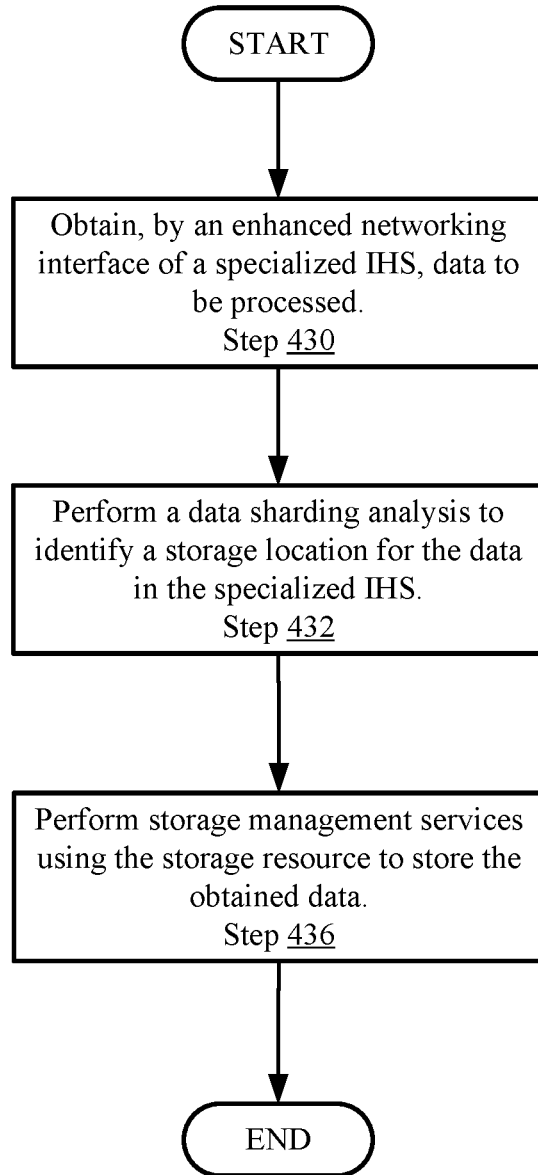 START
Obtain, by an enhanced networking
interface of a specialized IHS, data to
be processed.
Step 430
Perform a data sharding analysis to
identify a storage location for the data
in the specialized IHS.
Step 432
Perform storage management services
using the storage resource to store the
obtained data.
Step 436
END